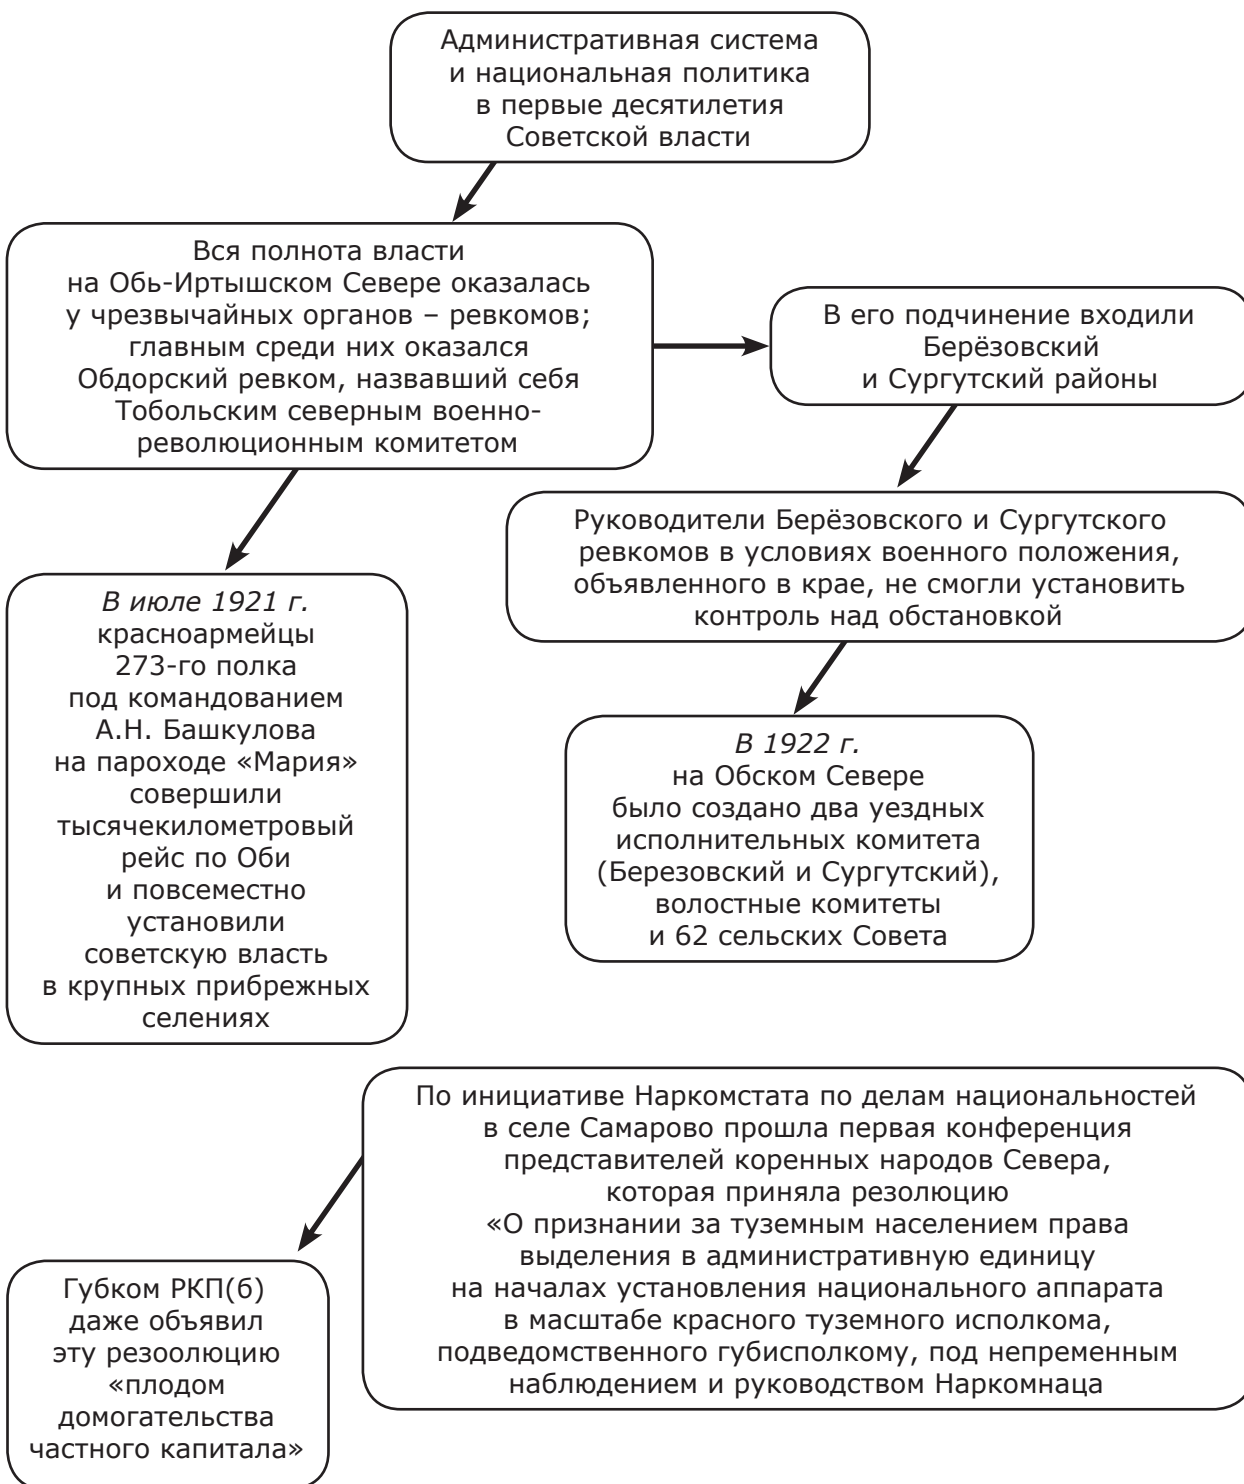 Административная система
и национальная политика
в первые десятилетия
Советской власти
Вся полнота власти
на Обь-Иртышском Севере оказалась
у чрезвычайных органов – ревкомов;
главным среди них оказался
Обдорский ревком, назвавший себя
Тобольским северным военно-
революционным комитетом
В его подчинение входили
Берёзовский
и Сургутский районы
Руководители Берёзовского и Сургутского
ревкомов в условиях военного положения,
объявленного в крае, не смогли установить
контроль над обстановкой
В июле 1921 г.
красноармейцы
273-го полка
под командованием
А.Н. Башкулова
на пароходе «Мария»
совершили
тысячекилометровый
рейс по Оби
и повсеместно
установили
советскую власть
в крупных прибрежных
селениях
В 1922 г.
на Обском Севере
было создано два уездных
исполнительных комитета
(Березовский и Сургутский),
волостные комитеты
и 62 сельских Совета
По инициативе Наркомстата по делам национальностей
в селе Самарово прошла первая конференция
представителей коренных народов Севера,
которая приняла резолюцию
«О признании за туземным населением права
выделения в административную единицу
на началах установления национального аппарата
в масштабе красного туземного исполкома,
подведомственного губисполкому, под непременным
наблюдением и руководством Наркомнаца
Губком РКП(б)
даже объявил
эту резоолюцию
«плодом
домогательства
частного капитала»